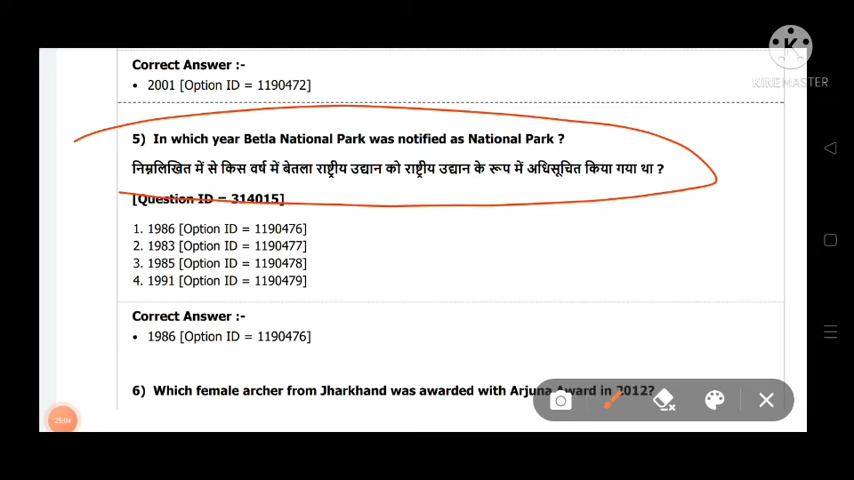 Correct Answer :-
• 2001 [Option ID = 1190472]
K
KINEMASTER
5) In which year Betla National Park was notified as National Park ?
निम्नलिखित में से किस वर्ष में बेतला राष्ट्रीय उद्यान को राष्ट्रीय उद्यान के रूप में अधिसूचित किया गया था ?
[Question ID = 314015]
1. 1986 [Option ID = 1190476]
2. 1983 [Option ID = 1190477]
3. 1985 [Option ID = 1190478]
4. 1991 [Option ID = 1190479]
Correct Answer :-
• 1986 [Option ID = 1190476]
6) Which female archer from Jharkhand was awarded with Arjuna Award in 2012?
25:04